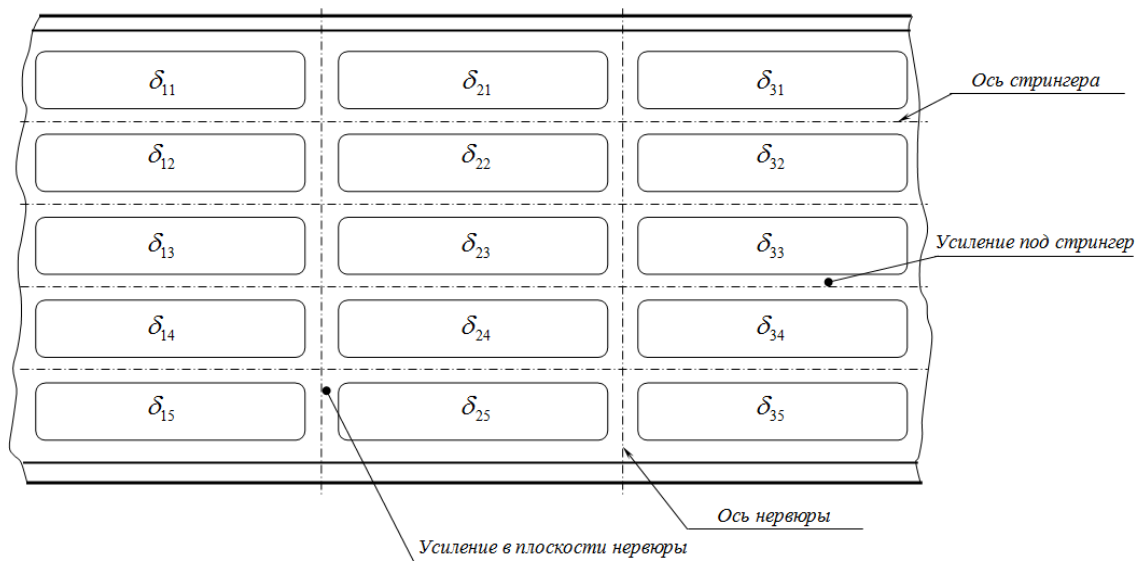 δ11 δ21 δ31
Ось стрингера
δ12 δ22 δ32
δ13 δ23 δ33
Усиление под стрингер
δ14 δ24 δ34
δ15 δ25 δ35
Ось нервюры
Усиление в плоскости нервюры